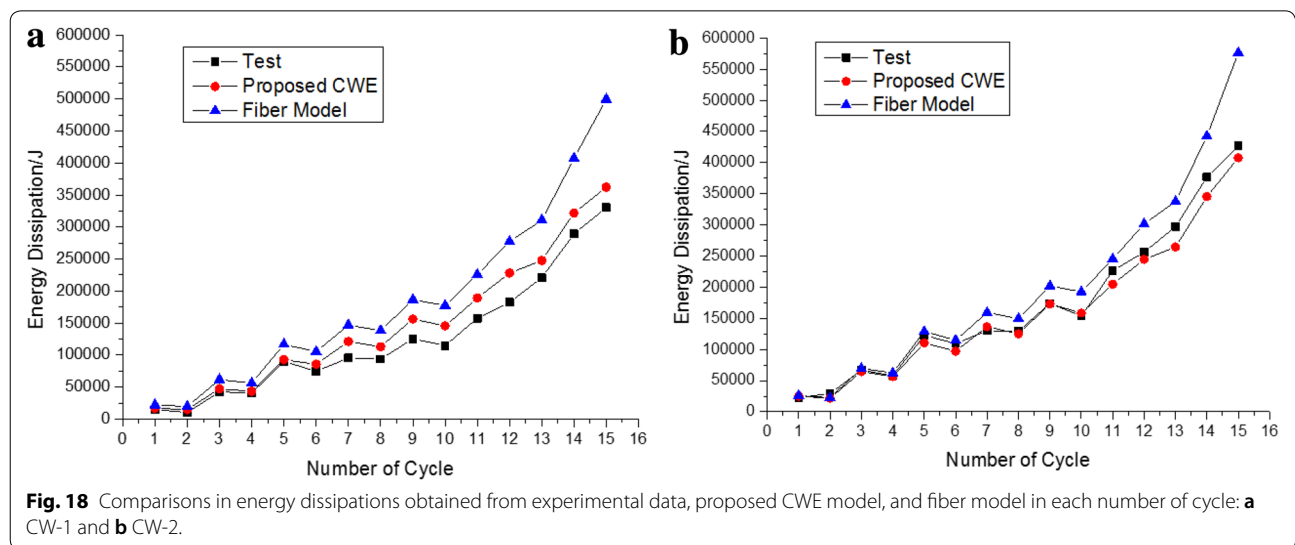 a
600000
550000
500000
450000
400000
350000
300000
250000
200000
150000
100000
50000
0
Energy Dissipation/J
Test
Proposed CWE
Fiber Model
0 1 2 3 4 5 6 7 8 9 10 11 12 13 14 15 16
Number of Cycle
b
600000
550000
500000
450000
400000
350000
300000
250000
200000
150000
100000
50000
0
Energy Dissipation/J
Test
Proposed CWE
Fiber Model
0 1 2 3 4 5 6 7 8 9 10 11 12 13 14 15 16
Number of Cycle
Fig. 18 Comparisons in energy dissipations obtained from experimental data, proposed CWE model, and fiber model in each number of cycle: a
CW-1 and b CW-2.